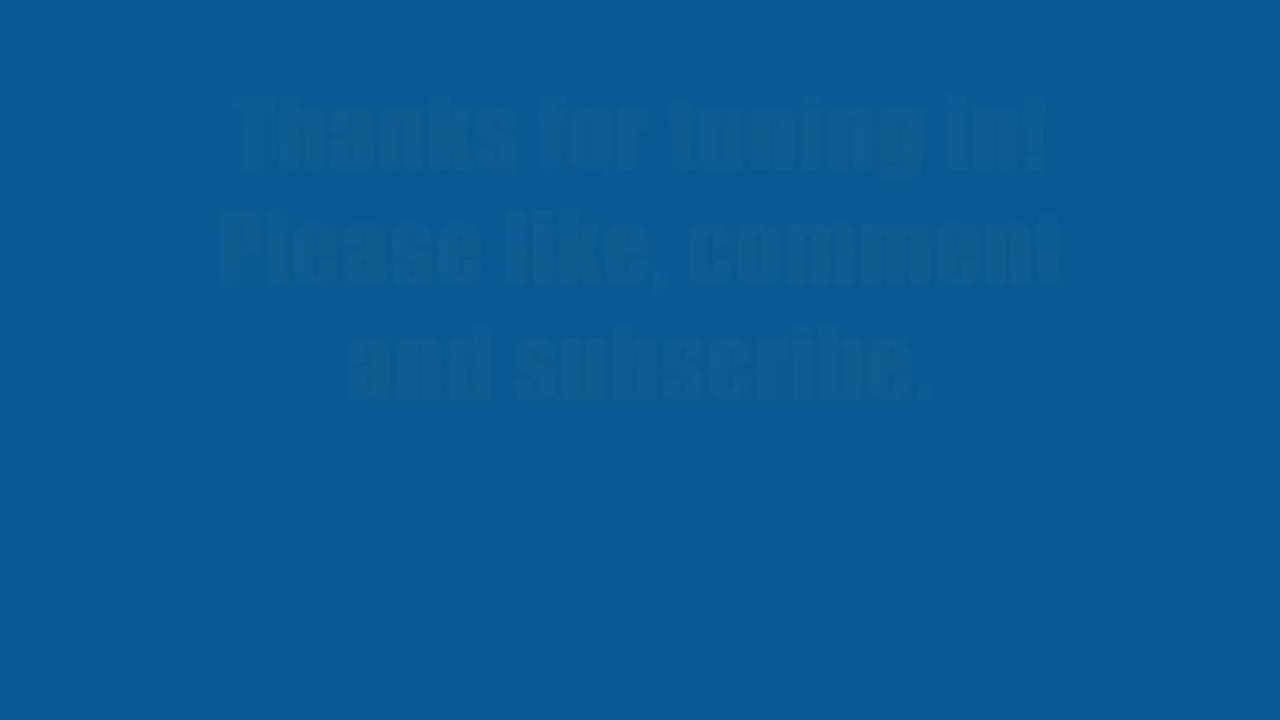 Thanks for tuning in!
Please like, comment
and subscribe.